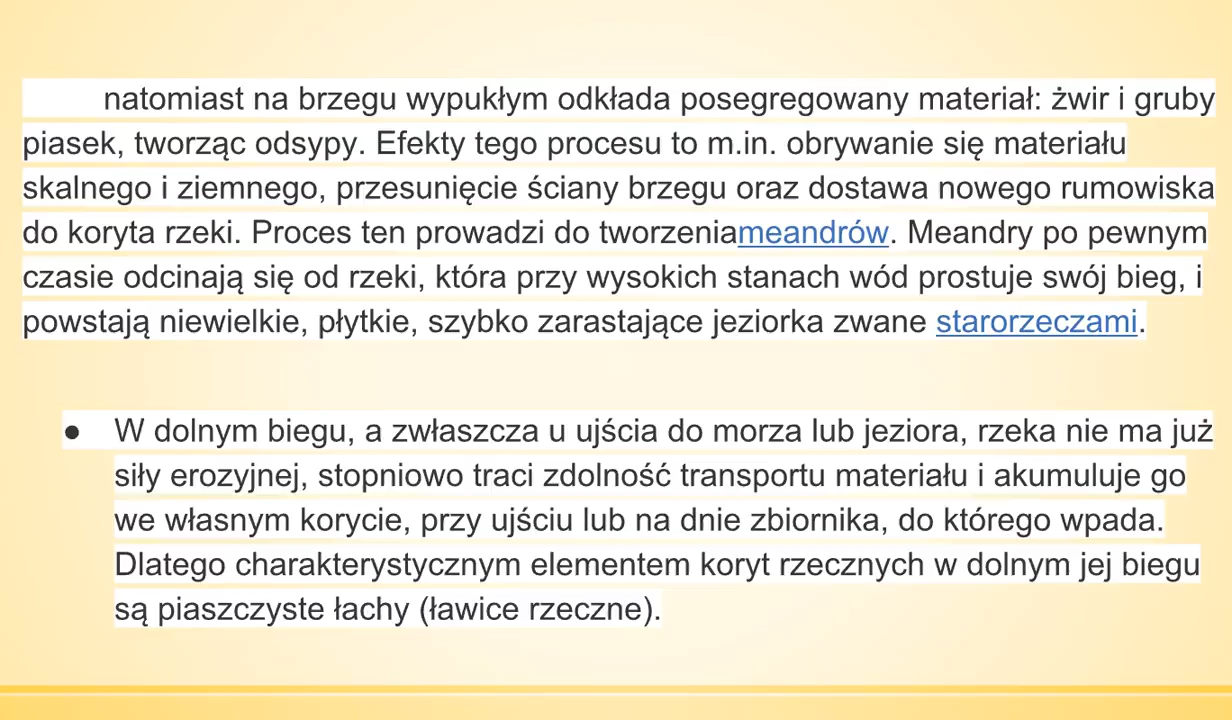 natomiast na brzegu wypukłym odkłada posegregowany materiał: żwir i gruby
piasek, tworząc odsypy. Efekty tego procesu to m.in. obrywanie się materiału
skalnego i ziemnego, przesunięcie ściany brzegu oraz dostawa nowego rumowiska
do koryta rzeki. Proces ten prowadzi do tworzeniameandrów. Meandry po pewnym
czasie odcinają się od rzeki, która przy wysokich stanach wód prostuje swój bieg, i
powstają niewielkie, płytkie, szybko zarastające jeziorka zwane starorzeczami.
● W dolnym biegu, a zwłaszcza u ujścia do morza lub jeziora, rzeka nie ma już
siły erozyjnej, stopniowo traci zdolność transportu materiału i akumuluje go
we własnym korycie, przy ujściu lub na dnie zbiornika, do którego wpada.
Dlatego charakterystycznym elementem koryt rzecznych w dolnym jej biegu
są piaszczyste łachy (ławice rzeczne).